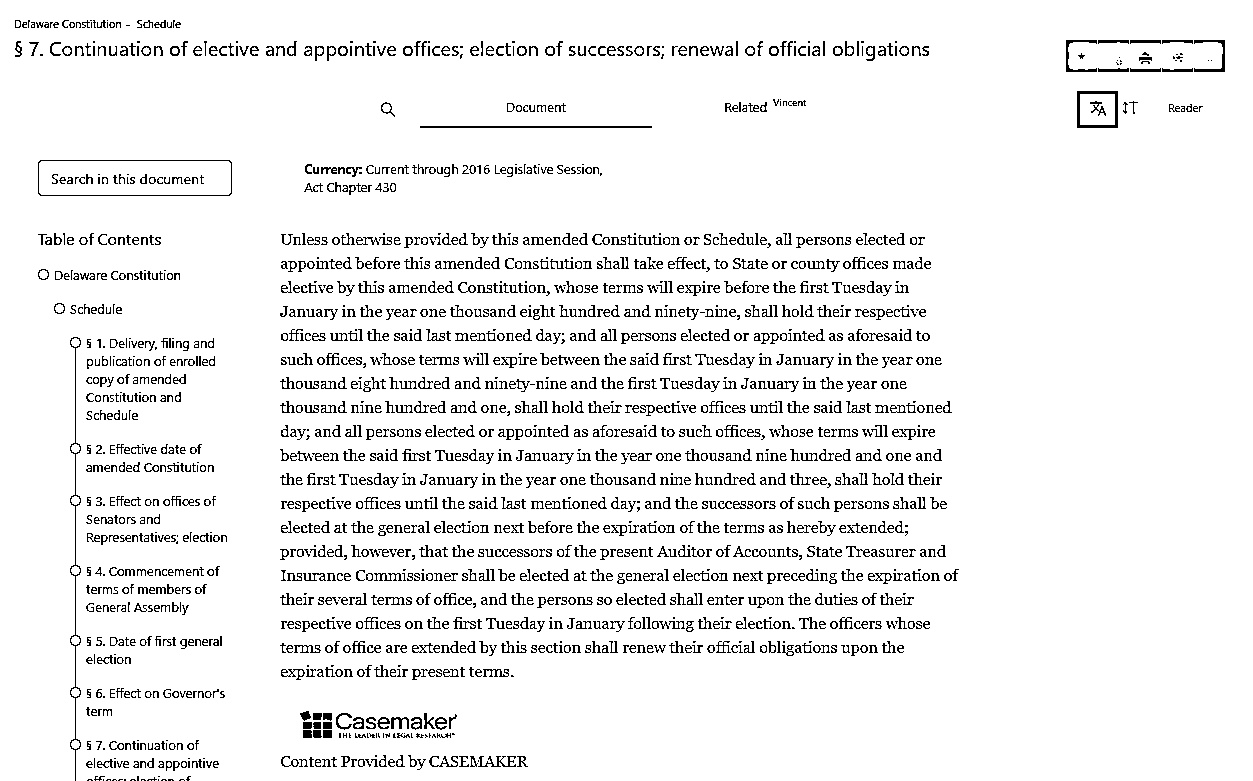 Delaware Constitution - Schedule
§ 7. Continuation of elective and appointive offices; election of successors; renewal of official obligations
Document
Related Vincent
Reader
Search in this document
Currency: Current through 2016 Legislative Session,
Act Chapter 430
Table of Contents
Delaware Constitution
Schedule
§ 1. Delivery, filing and
publication of enrolled
copy of amended
Constitution and
Schedule
§ 2. Effective date of
amended Constitution
§ 3. Effect on offices of
Senators and
Representatives; election
§ 4. Commencement of
terms of members of
General Assembly
§ 5. Date of first general
election
§ 6. Effect on Governor's
term
§ 7. Continuation of
elective and appointive
offices; election of
Unless otherwise provided by this amended Constitution or Schedule, all persons elected or
appointed before this amended Constitution shall take effect, to State or county offices made
elective by this amended Constitution, whose terms will expire before the first Tuesday in
January in the year one thousand eight hundred and ninety-nine, shall hold their respective
offices until the said last mentioned day; and all persons elected or appointed as aforesaid to
such offices, whose terms will expire between the said first Tuesday in January in the year one
thousand eight hundred and ninety-nine and the first Tuesday in January in the year one
thousand nine hundred and one, shall hold their respective offices until the said last mentioned
day; and all persons elected or appointed as aforesaid to such offices, whose terms will expire
between the said first Tuesday in January in the year one thousand nine hundred and one and
the first Tuesday in January in the year one thousand nine hundred and three, shall hold their
respective offices until the said last mentioned day; and the successors of such persons shall be
elected at the general election next before the expiration of the terms as hereby extended;
provided, however, that the successors of the present Auditor of Accounts, State Treasurer and
Insurance Commissioner shall be elected at the general election next preceding the expiration of
their several terms of office, and the persons so elected shall enter upon the duties of their
respective offices on the first Tuesday in January following their election. The officers whose
terms of office are extended by this section shall renew their official obligations upon the
expiration of their present terms.
Casemaker
THE LEADER IN LEGAL RESEARCH
Content Provided by CASEMAKER